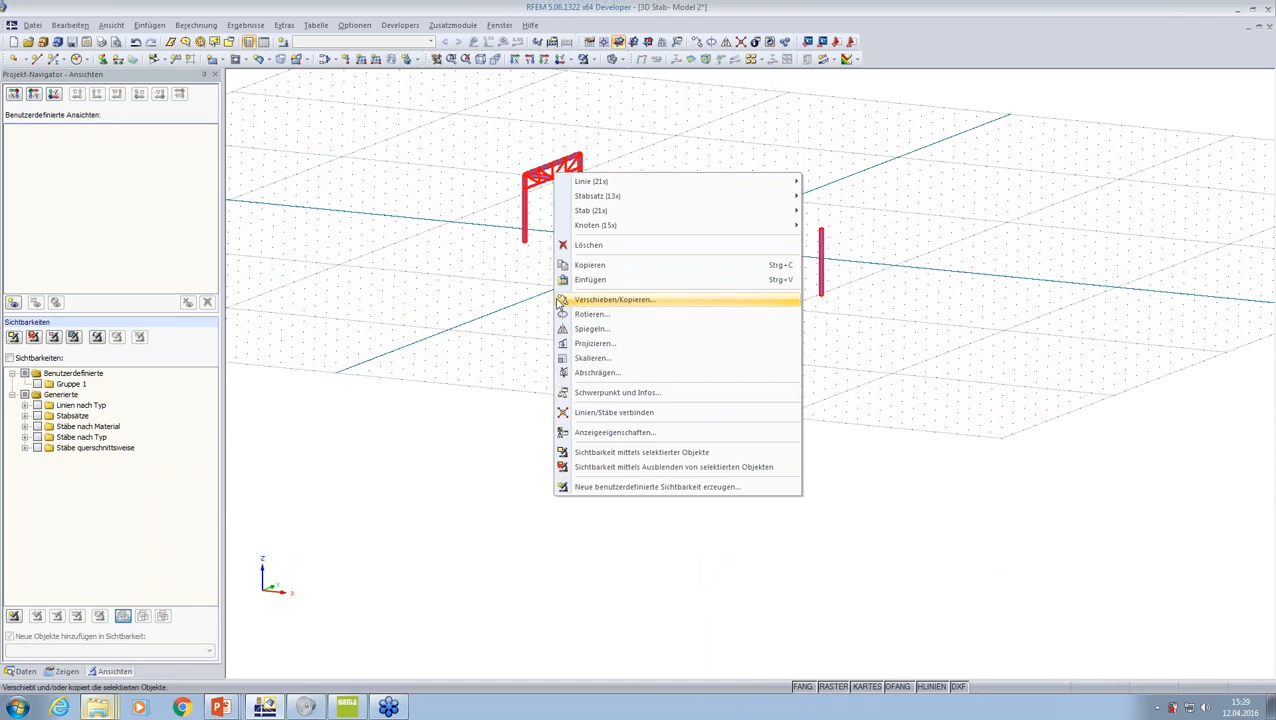 RFEM 5.06.1322 x64 Developer - [3D Stab- Model 2*]
Datei Bearbeiten Ansicht Einfügen Berechnung Ergebnisse Extras Tabelle Optionen Developers Zusatzmodule Fenster Hilfe
Projekt-Navigator - Ansichten
Benutzerdefinierte Ansichten:
Sichtbarkeiten
Sichtbarkeiten:
Benutzerdefinierte
Gruppe 1
Generierte
Linien nach Typ
Stabsätze
Stäbe nach Material
Stäbe nach Typ
Stäbe querschnittsweise
Neue Objekte hinzufügen in Sichtbarkeit:
Daten Zeigen Ansichten
Linie (21x)
Stabsatz (13x)
Stab (21x)
Knoten (15x)
Löschen
Kopieren Strg+C
Einfügen Strg+V
Verschieben/Kopieren...
Rotieren...
Spiegeln...
Projizieren...
Skalieren...
Abschrägen...
Schwerpunkt und Infos...
Linien/Stäbe verbinden
Anzeigeeigenschaften...
Sichtbarkeit mittels selektierter Objekte
Sichtbarkeit mittels Ausblenden von selektierten Objekten
Neue benutzerdefinierte Sichtbarkeit erzeugen...
Z
Y
X
Verschiebt und/oder kopiert die selektierten Objekte.
FANG RASTER KARTES OFANG HLINIEN DXF
SEMA
15:29
12.04.2016